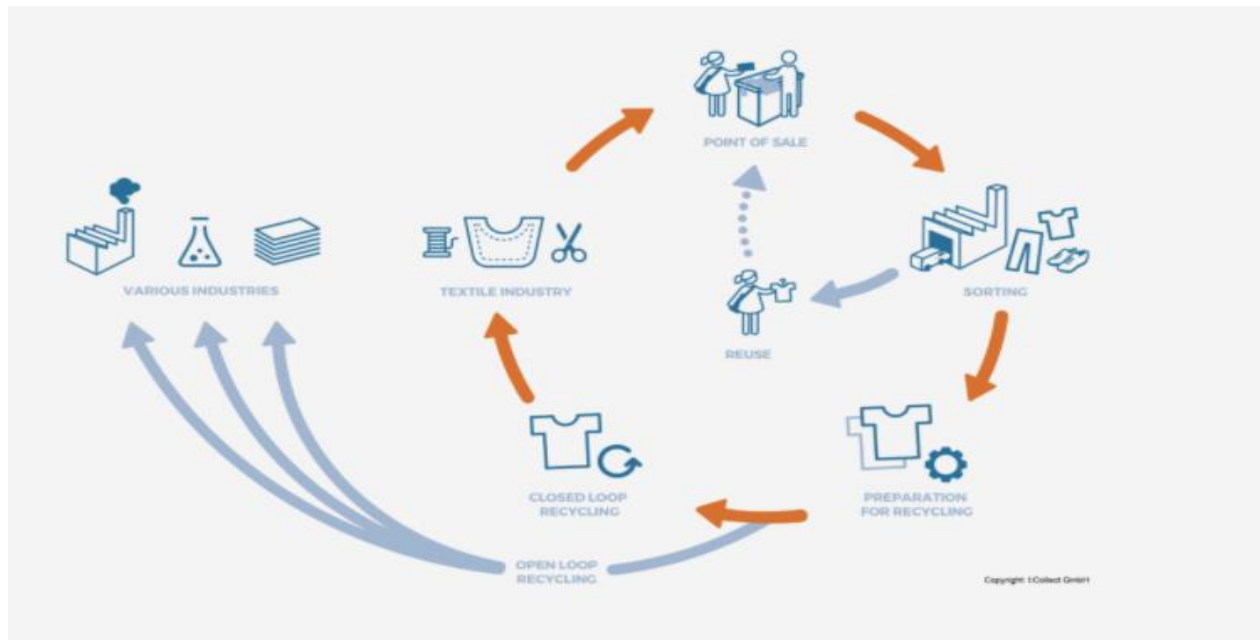 POINT OF SALE
VARIOUS INDUSTRIES
TEXTILE INDUSTRY
SORTING
REUSE
CLOSED LOOP
RECYCLING
PREPARATION
FOR RECYCLING
OPEN LOOP
RECYCLING
Copyright: I:Collect GmbH